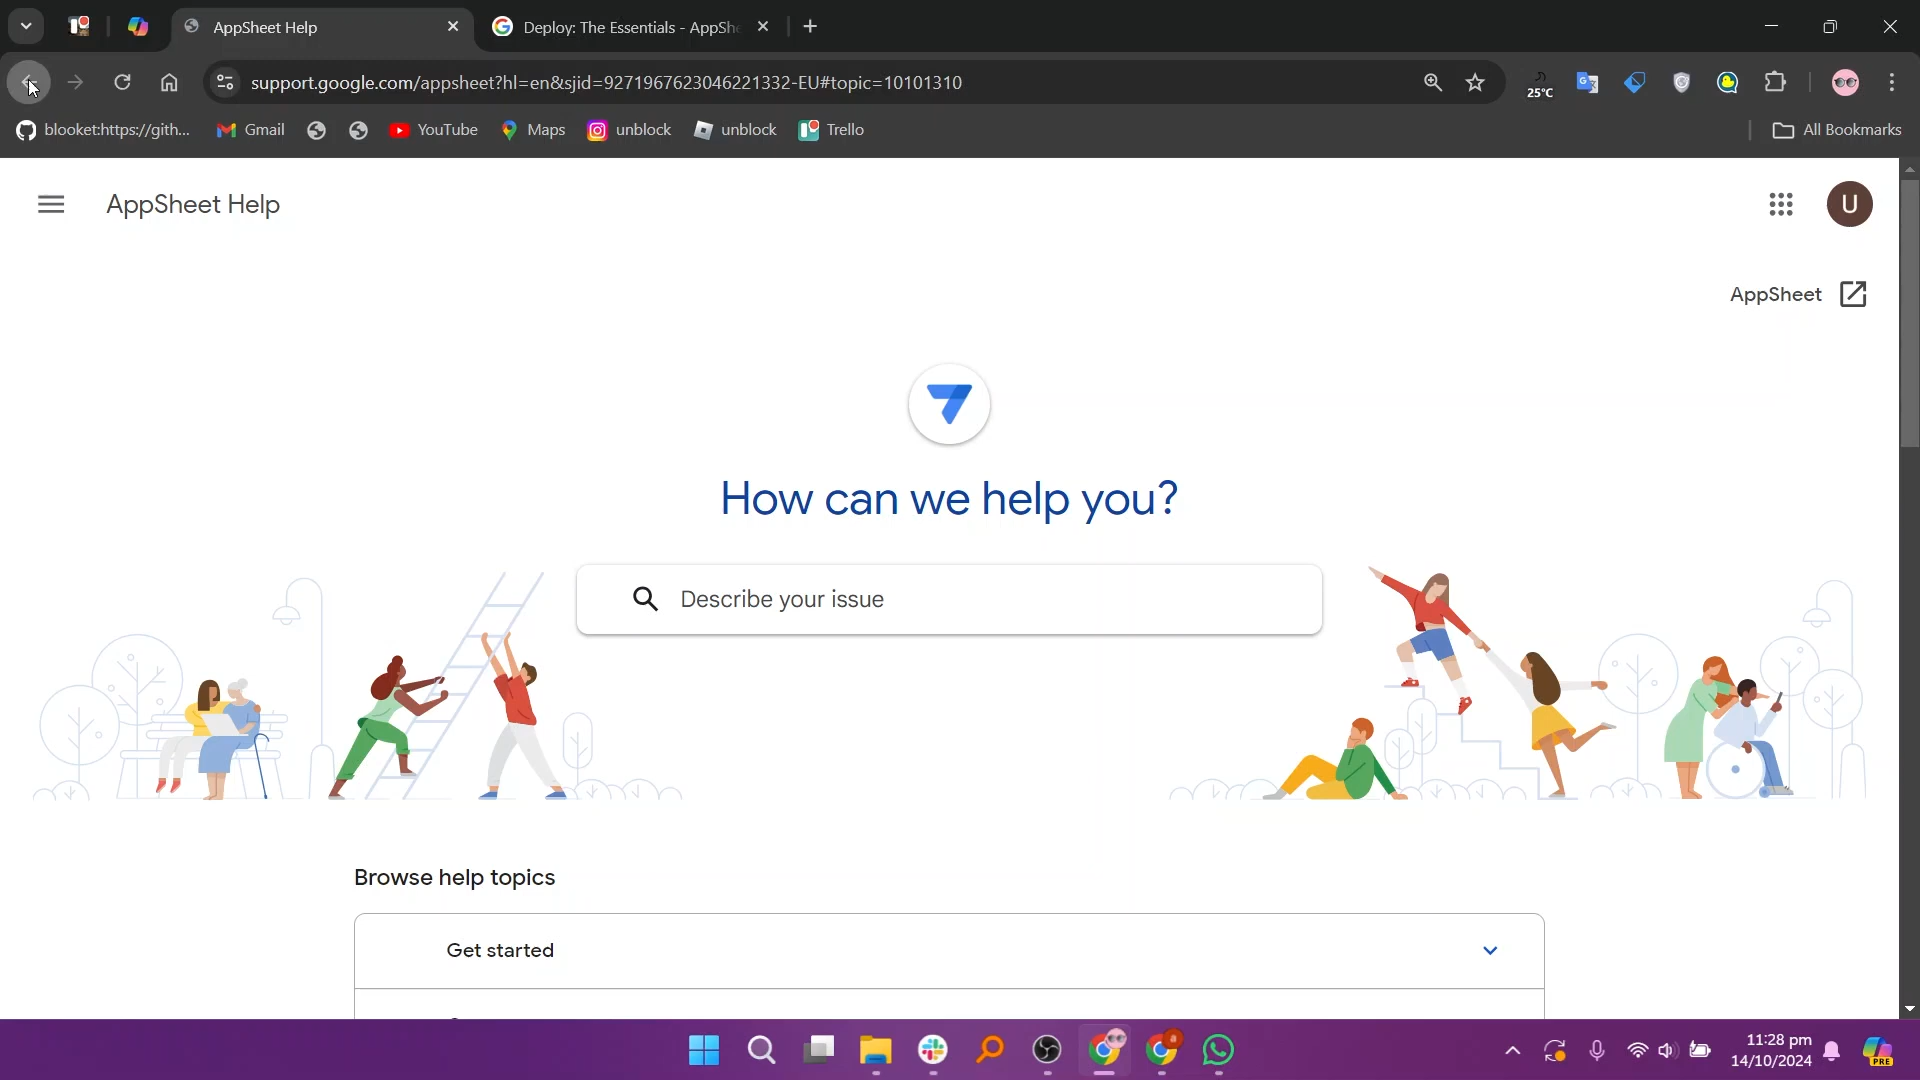 AppSheet Help
Deploy: The Essentials - AppSh
support.google.com/appsheet?hl=en&sjid=9271967623046221332-EU#topic=10101310
25°C
blooket:https://gith...
Gmail
YouTube
Maps
unblock
unblock
Trello
All Bookmarks
AppSheet Help
U
AppSheet
How can we help you?
Describe your issue
Browse help topics
Get started
11:28 pm
14/10/2024
PRE